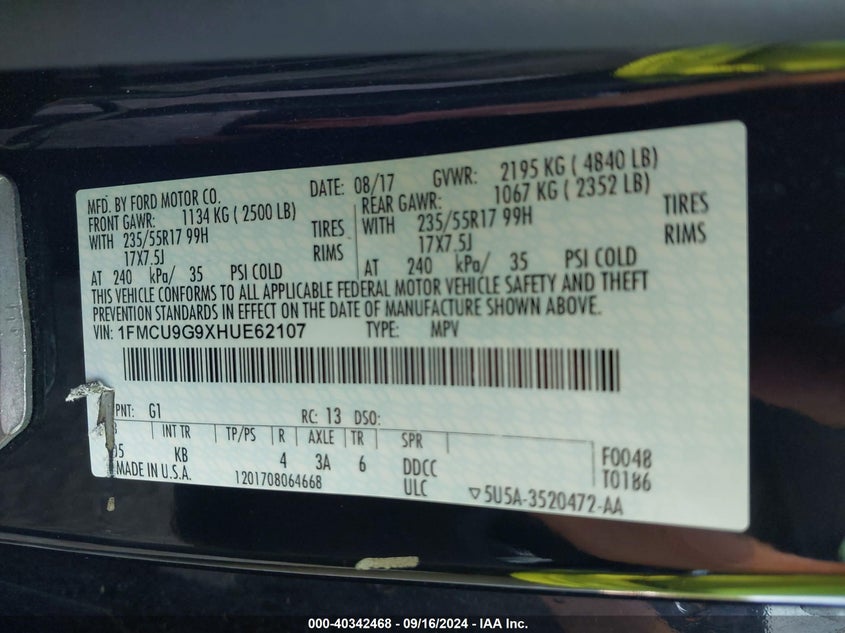 MFD. BY FORD MOTOR CO.
DATE: 08/17 GVWR: 2195 KG ( 4840 LB)
FRONT GAWR: 1134 KG ( 2500 LB) REAR GAWR: 1067 KG ( 2352 LB)
WITH 235/55R17 99H TIRES WITH 235/55R17 99H TIRES
17X7.5J RIMS 17X7.5J RIMS
AT 240 kPa/ 35 PSI COLD AT 240 kPa/ 35 PSI COLD
THIS VEHICLE CONFORMS TO ALL APPLICABLE FEDERAL MOTOR VEHICLE SAFETY AND THEFT
PREVENTION STANDARDS IN EFFECT ON THE DATE OF MANUFACTURE SHOWN ABOVE.
VIN: 1FMCU9G9XHUE62107 TYPE: MPV
PNT: G1 RC: 13 DSO:
INT TR TP/PS R AXLE TR SPR
KB 4 3A 6 DDCC F0048
MADE IN U.S.A. 1201708064668 ULC ▽5U5A-3520472-AA T0186
000-40342468 - 09/16/2024 - IAA Inc.